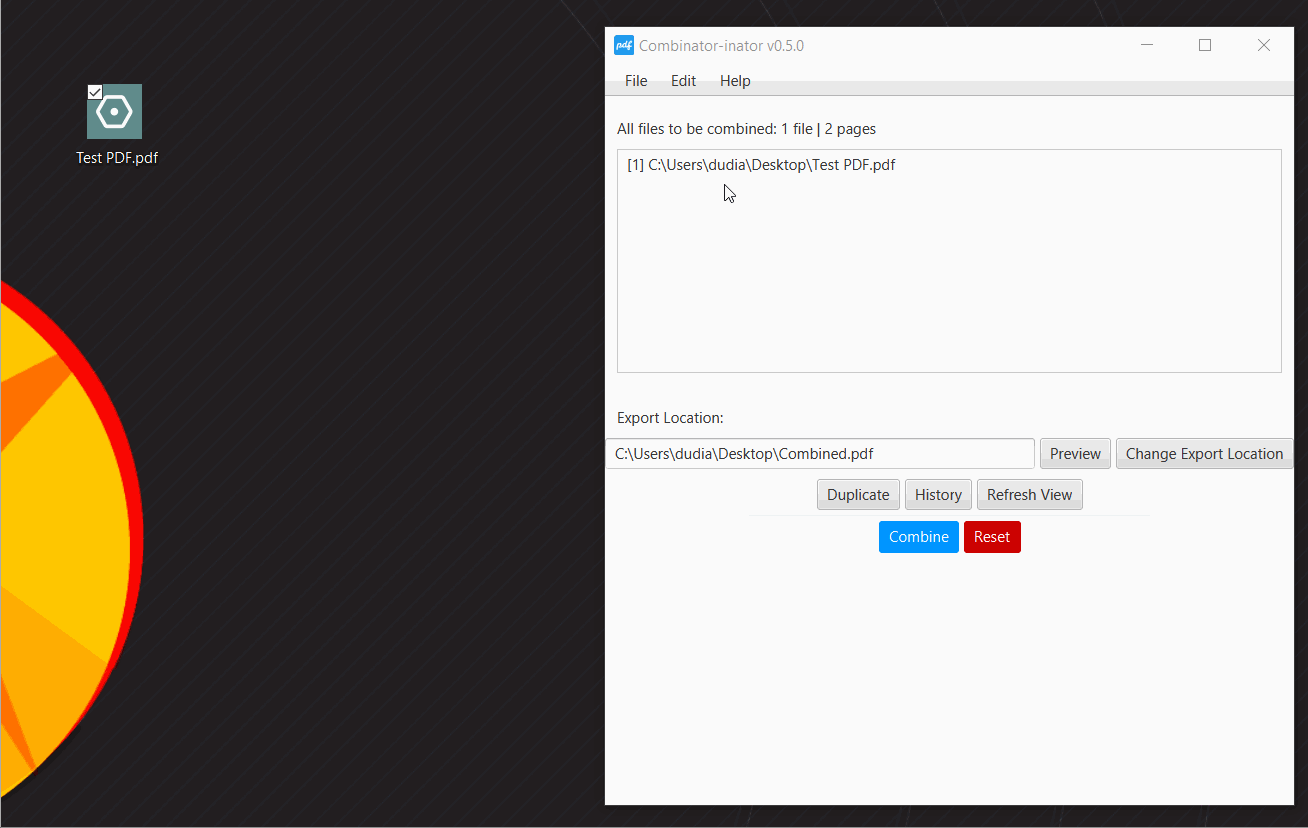 Test PDF.pdf
pdf Combinator-inator v0.5.0
File Edit Help
All files to be combined: 1 file | 2 pages
[1] C:\Users\dudia\Desktop\Test PDF.pdf
Export Location:
C:\Users\dudia\Desktop\Combined.pdf Preview Change Export Location
Duplicate History Refresh View
Combine Reset